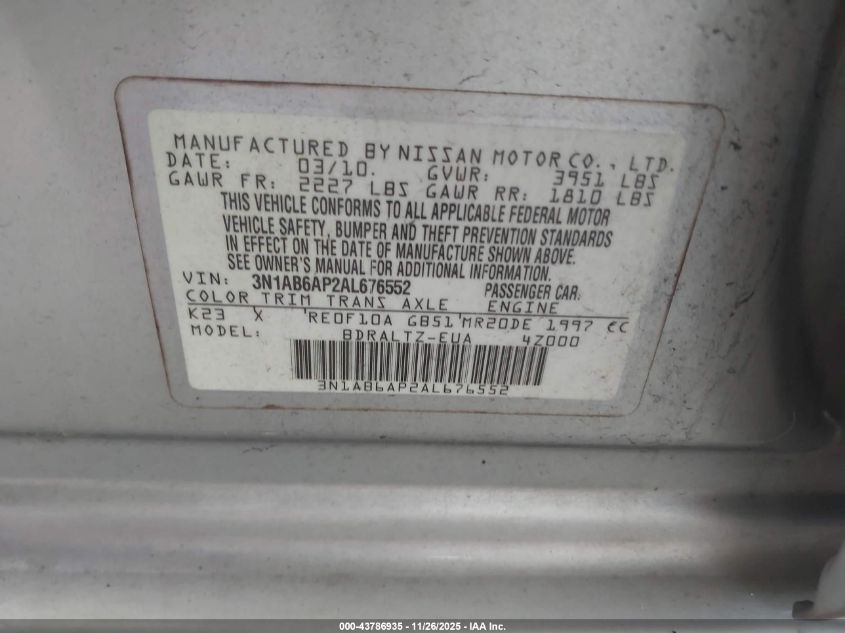 MANUFACTURED BY NISSAN MOTOR CO., LTD.
DATE: 03/10. GVWR: 3951 LBS
GAWR FR: 2227 LBS GAWR RR: 1810 LBS
THIS VEHICLE CONFORMS TO ALL APPLICABLE FEDERAL MOTOR
VEHICLE SAFETY, BUMPER AND THEFT PREVENTION STANDARDS
IN EFFECT ON THE DATE OF MANUFACTURE SHOWN ABOVE.
SEE OWNER'S MANUAL FOR ADDITIONAL INFORMATION.
VIN: 3N1AB6AP2AL676552 PASSENGER CAR.
COLOR TRIM TRANS AXLE ENGINE
K23 X RE0F10A GB51 MR20DE 1997 CC
MODEL: BDRALTZ-EUA 4Z000
3N1AB6AP2AL676552
000-43786935 - 11/26/2025 - IAA Inc.